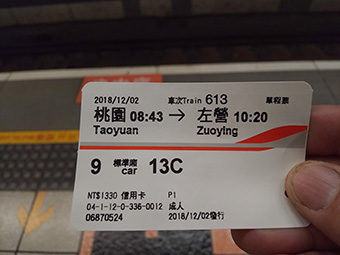 2018/12/02 車次Train 613 單程票
桃園 08:43 → 左營 10:20
Taoyuan Zuoying
9 標準廂 car 13C
NT$1330 信用卡 P1
04-1-12-0-336-0012 成人
06870524 2018/12/02發行